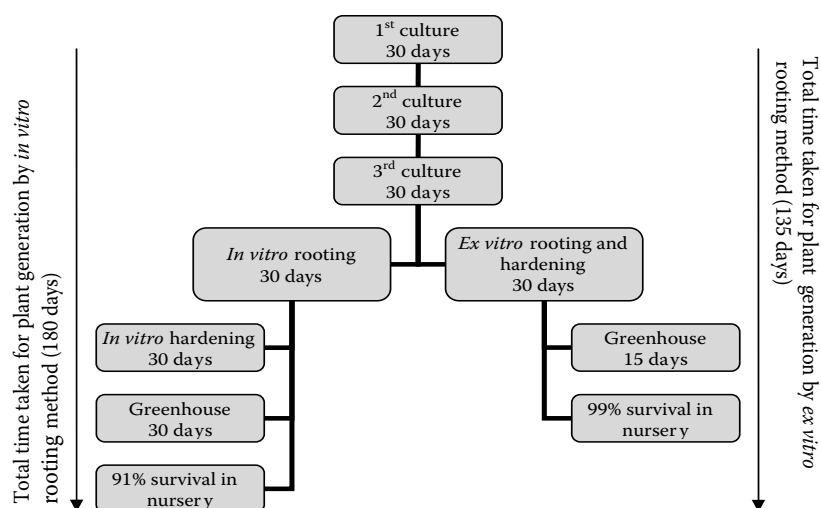 1st culture
30 days
2nd culture
30 days
3rd culture
30 days
In vitro rooting
30 days
Ex vitro rooting and
hardening
30 days
In vitro hardening
30 days
Greenhouse
30 days
91% survival in
nursery
Greenhouse
15 days
99% survival in
nursery
Total time taken for plant generation by in vitro
rooting method (180 days)
Total time taken for plant generation by ex vitro
rooting method (135 days)